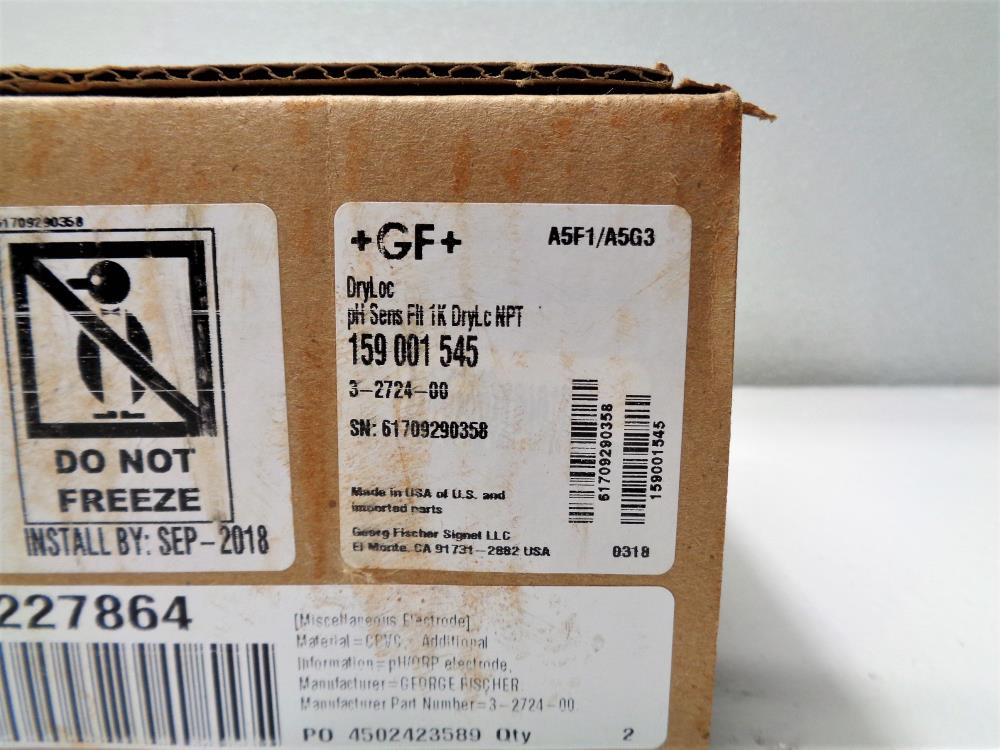 61709290358
DO NOT
FREEZE
INSTALL BY: SEP-2018
+GF+ A5F1/A5G3
DryLoc
pH Sens Flt 1K DryLc NPT
159 001 545
3-2724-00
SN: 61709290358
Made in USA of U.S. and
imported parts
Georg Fischer Signet LLC
El Monte, CA 91731-2882 USA
0318
61709290358
159001545
227864
[Miscellaneous Electrode]
Material=CPVC, Additional
Information=pH/ORP electrode,
Manufacturer=GEORGE FISCHER
Manufacturer Part Number=3-2724-00
PO 4502423589 Qty 2